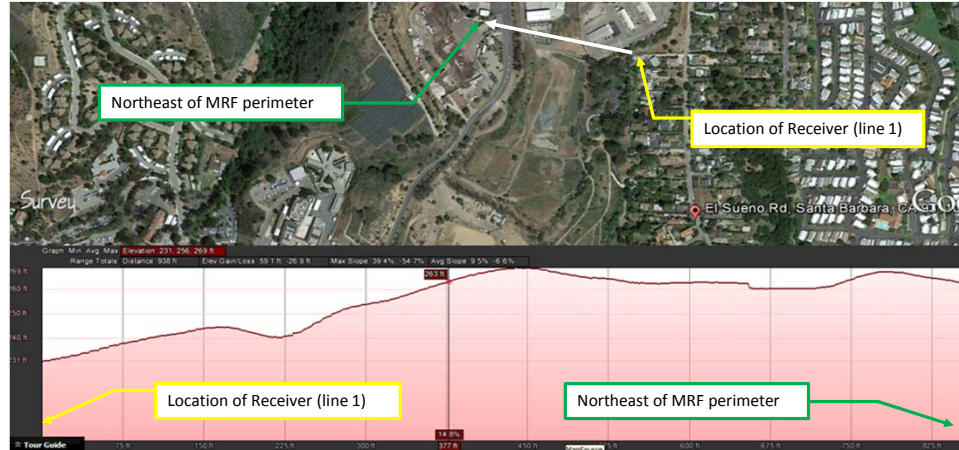 Northeast of MRF perimeter
Location of Receiver (line 1)
Survey
El Sueno Rd, Santa Barbara, CA
Graph Min, Avg, Max Elevation 231, 256, 269 ft
Range Totals Distance 938 ft Elev Gain/Loss 59.1 ft, -26.9 ft Max Slope 39.4%, -54.7% Avg Slope 9.5%, -6.6%
269 ft
263 ft
260 ft
250 ft
240 ft
231 ft
Location of Receiver (line 1)
Northeast of MRF perimeter
14.8%
Tour Guide
75 ft 150 ft 225 ft 300 ft 377 ft 450 ft 600 ft 675 ft 750 ft